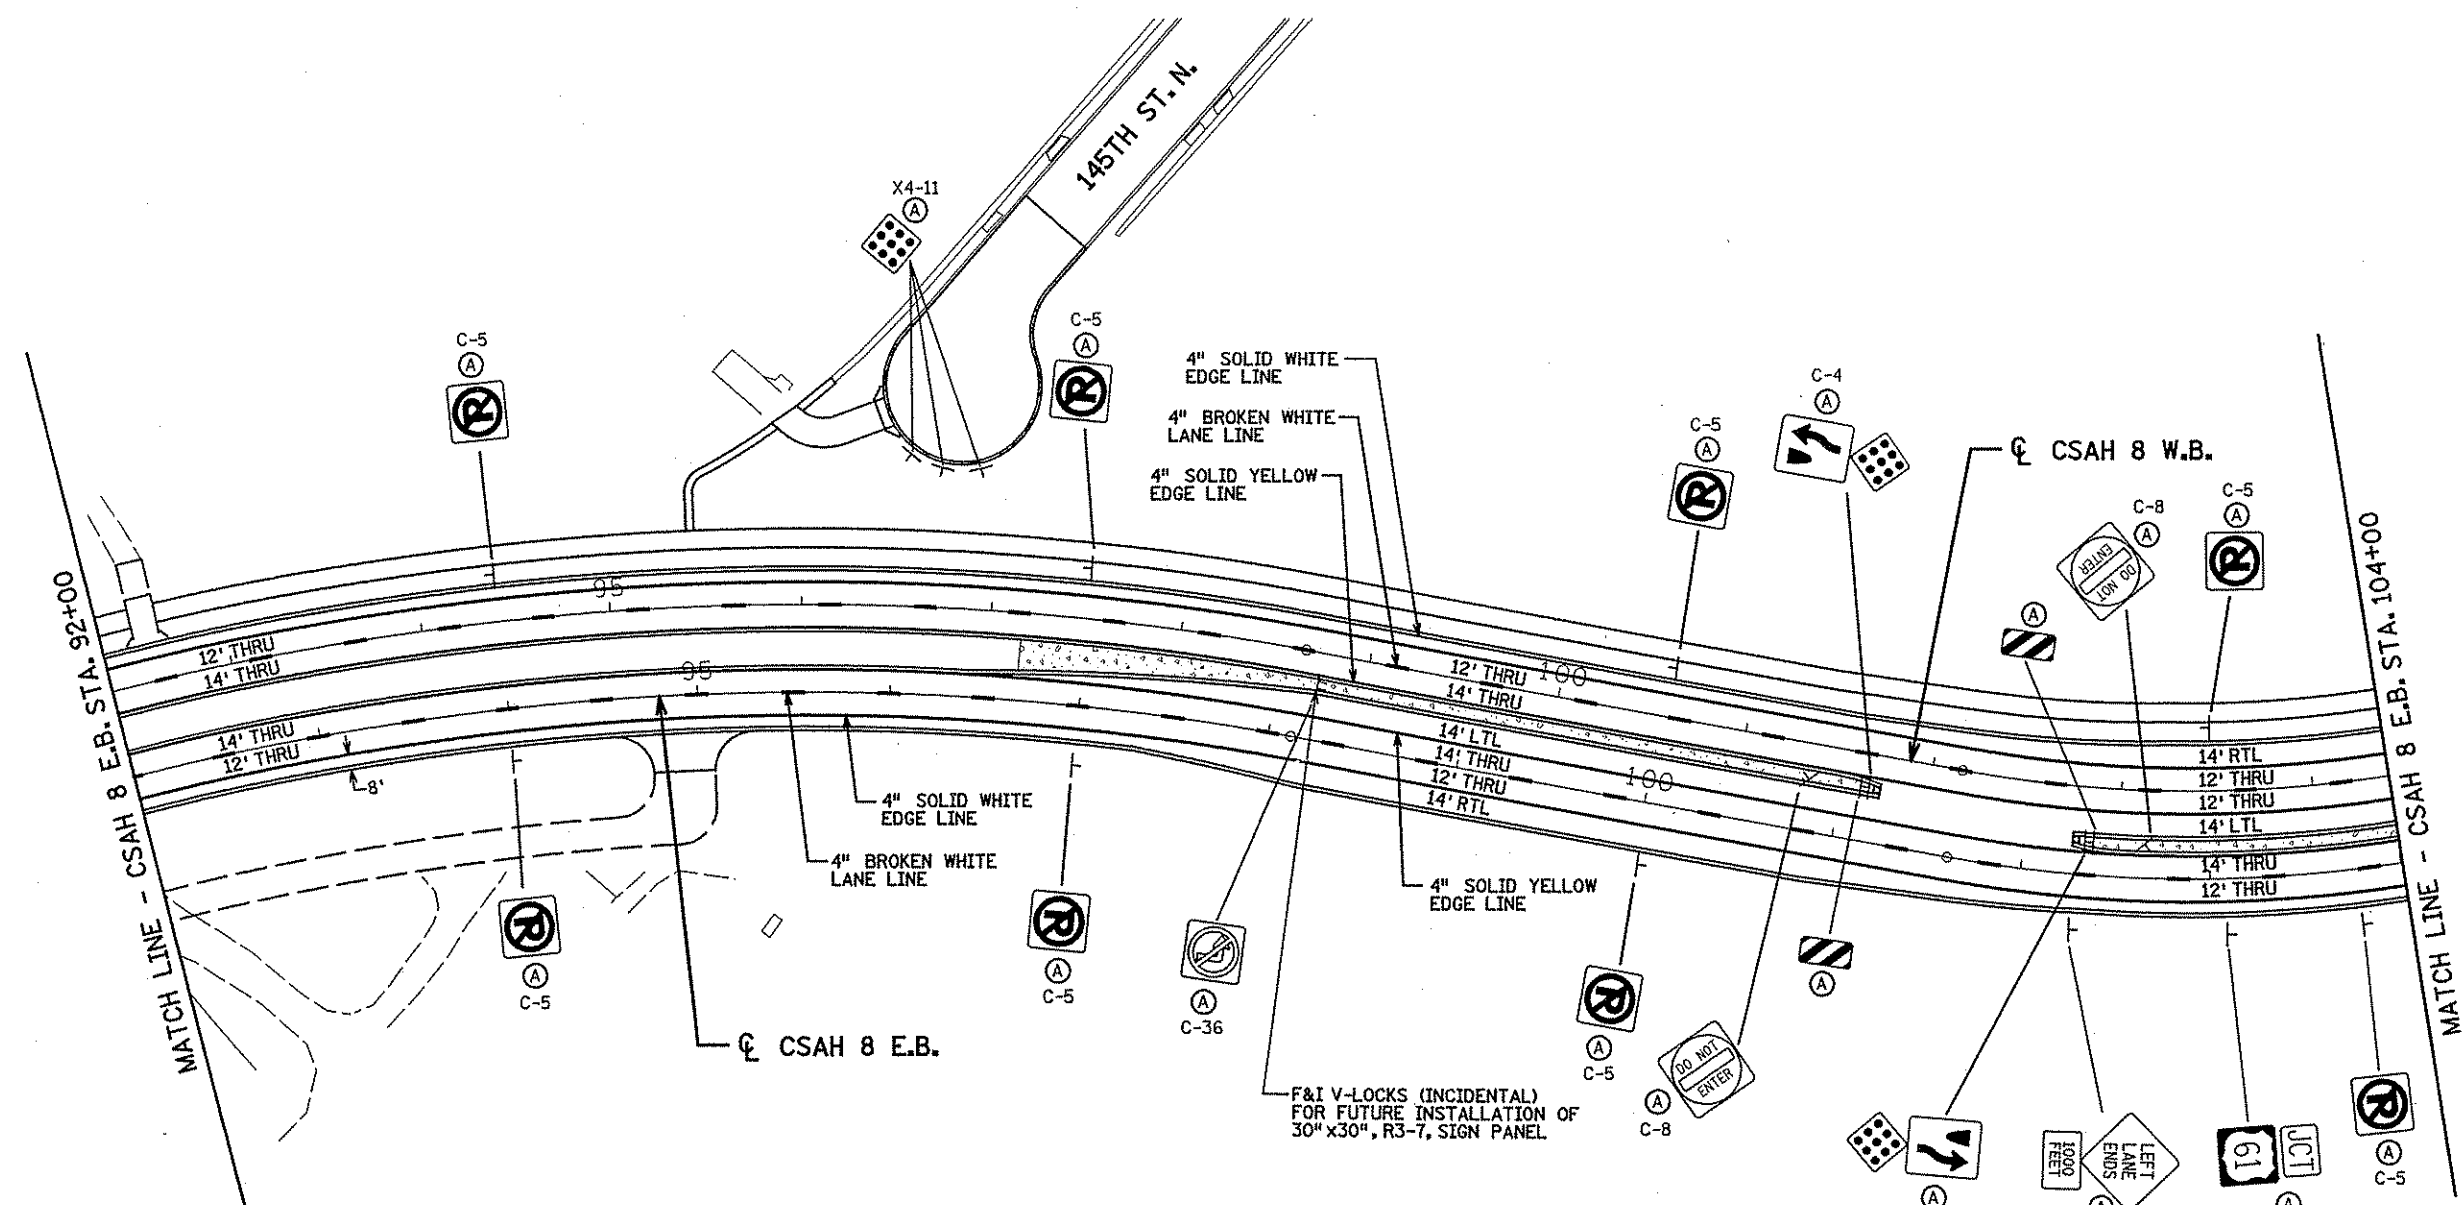 145TH ST. N.
X4-11
A
C-5
A
C-5
A
4" SOLID WHITE
EDGE LINE
4" BROKEN WHITE
LANE LINE
4" SOLID YELLOW
EDGE LINE
C-5
A
C-4
A
℄ CSAH 8 W.B.
C-8
A
DO NOT
ENTER
C-5
A
A
MATCH LINE - CSAH 8 E.B. STA. 92+00
MATCH LINE - CSAH 8 E.B. STA. 104+00
95
12' THRU
14' THRU
95
14' THRU
12' THRU
8'
12' THRU
100
14' THRU
14' LTL
14' THRU
12' THRU
100
14' RTL
14' RTL
12' THRU
12' THRU
14' LTL
14' THRU
12' THRU
4" SOLID WHITE
EDGE LINE
4" BROKEN WHITE
LANE LINE
4" SOLID YELLOW
EDGE LINE
A
C-5
A
C-5
A
C-36
A
C-5
A
℄ CSAH 8 E.B.
DO NOT
ENTER
A
C-8
F&I V-LOCKS (INCIDENTAL)
FOR FUTURE INSTALLATION OF
30"x30", R3-7, SIGN PANEL
A
LEFT
LANE
ENDS
1000
FEET
A
JCT
61
A
A
C-5